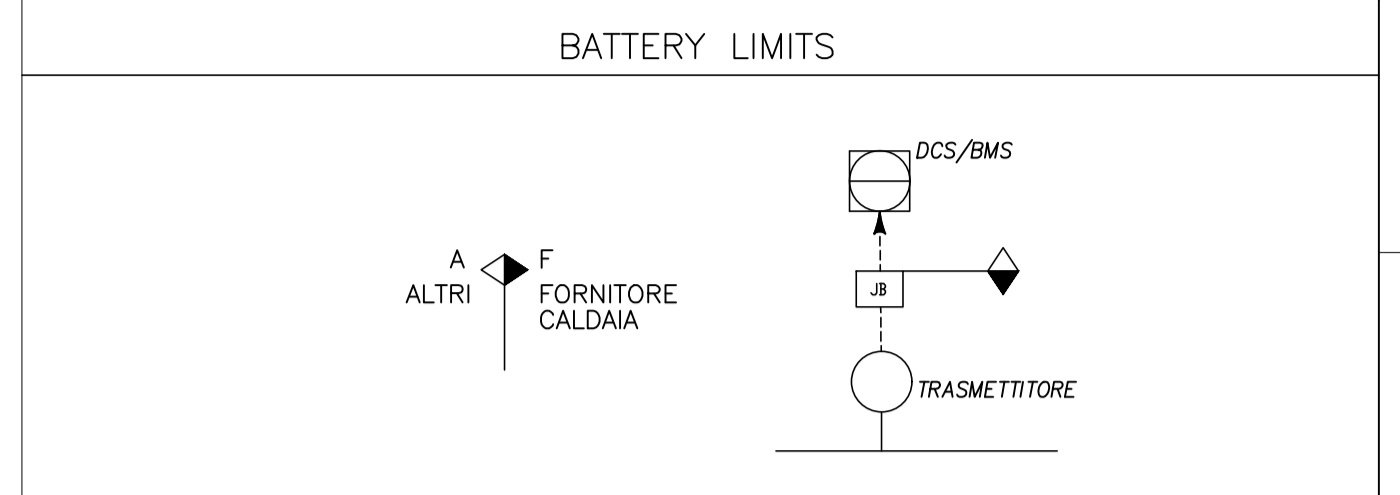 BATTERY LIMITS
DCS/BMS
A F
ALTRI FORNITORE
CALDAIA
JB
TRASMETTITORE